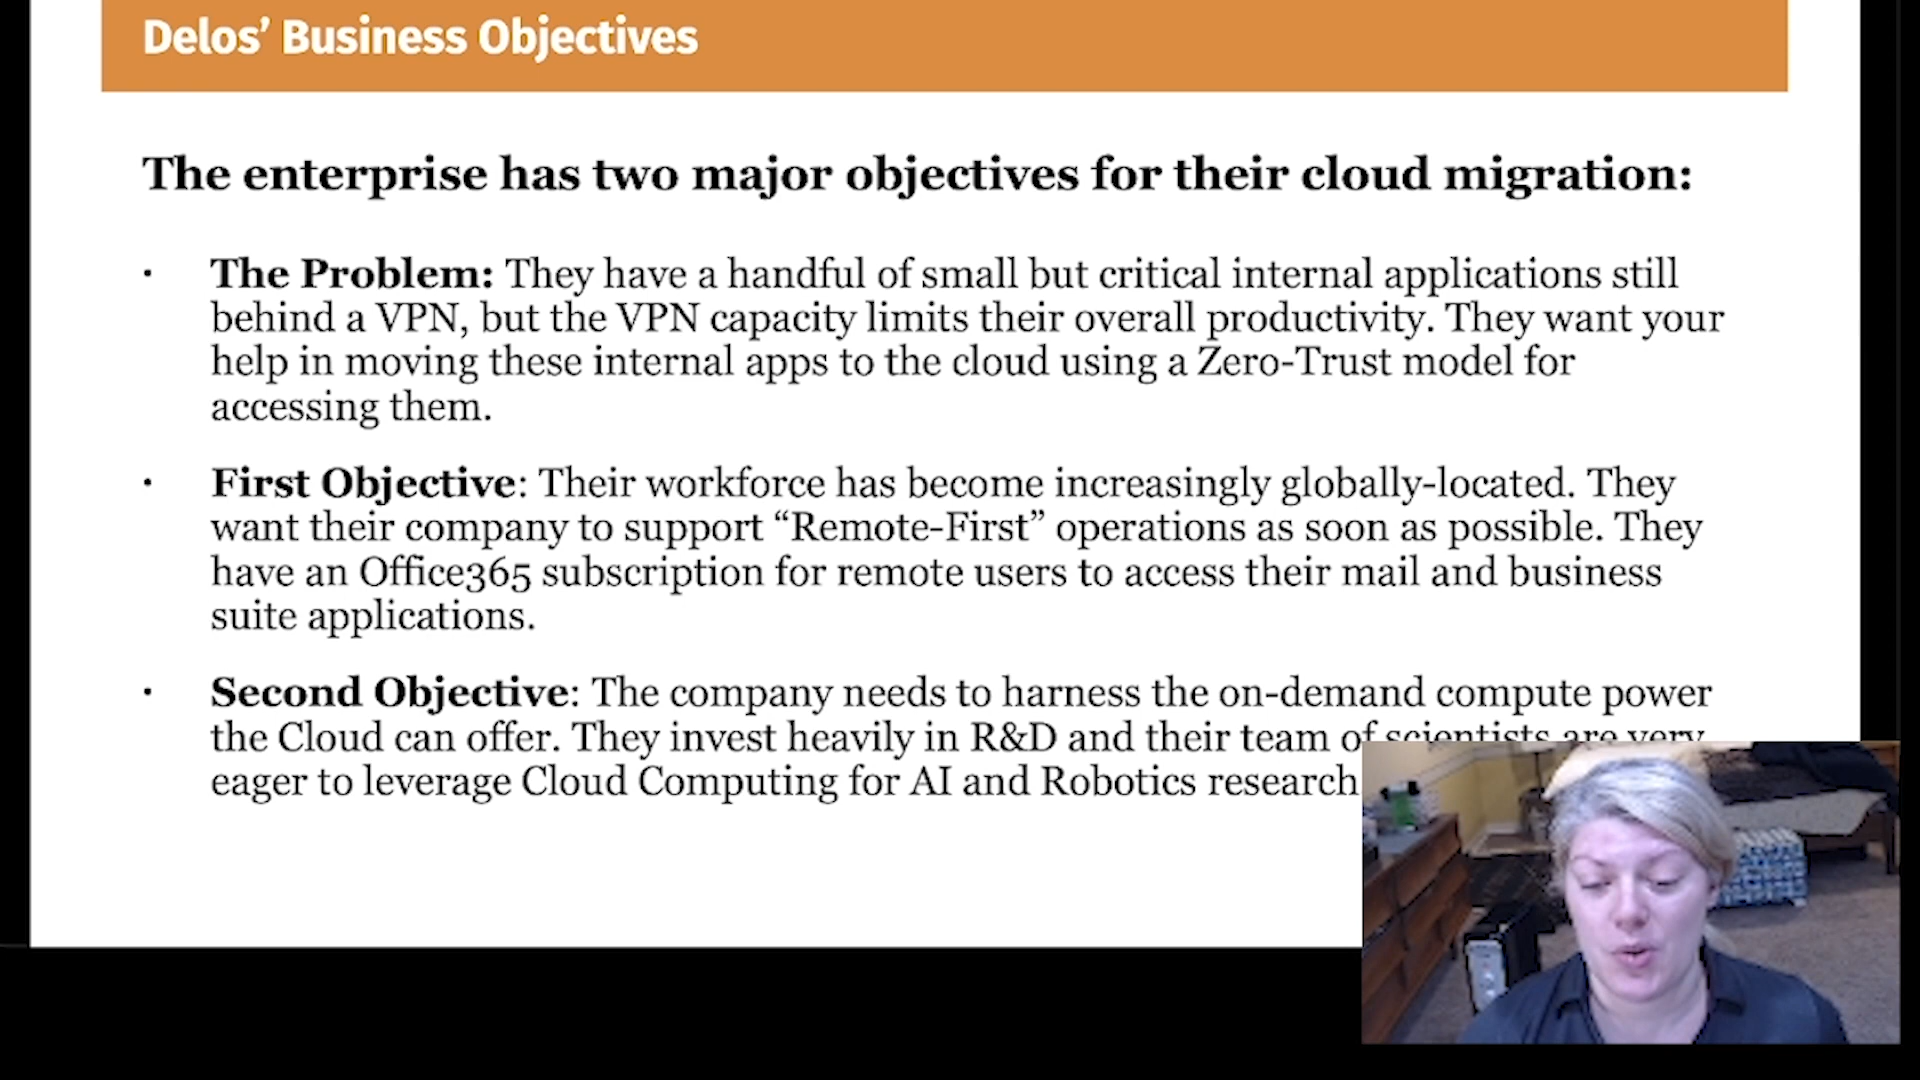 Delos’ Business Objectives
The enterprise has two major objectives for their cloud migration:
· The Problem: They have a handful of small but critical internal applications still
behind a VPN, but the VPN capacity limits their overall productivity. They want your
help in moving these internal apps to the cloud using a Zero-Trust model for
accessing them.
· First Objective: Their workforce has become increasingly globally-located. They
want their company to support “Remote-First” operations as soon as possible. They
have an Office365 subscription for remote users to access their mail and business
suite applications.
· Second Objective: The company needs to harness the on-demand compute power
the Cloud can offer. They invest heavily in R&D and their team of scientists are very
eager to leverage Cloud Computing for AI and Robotics research